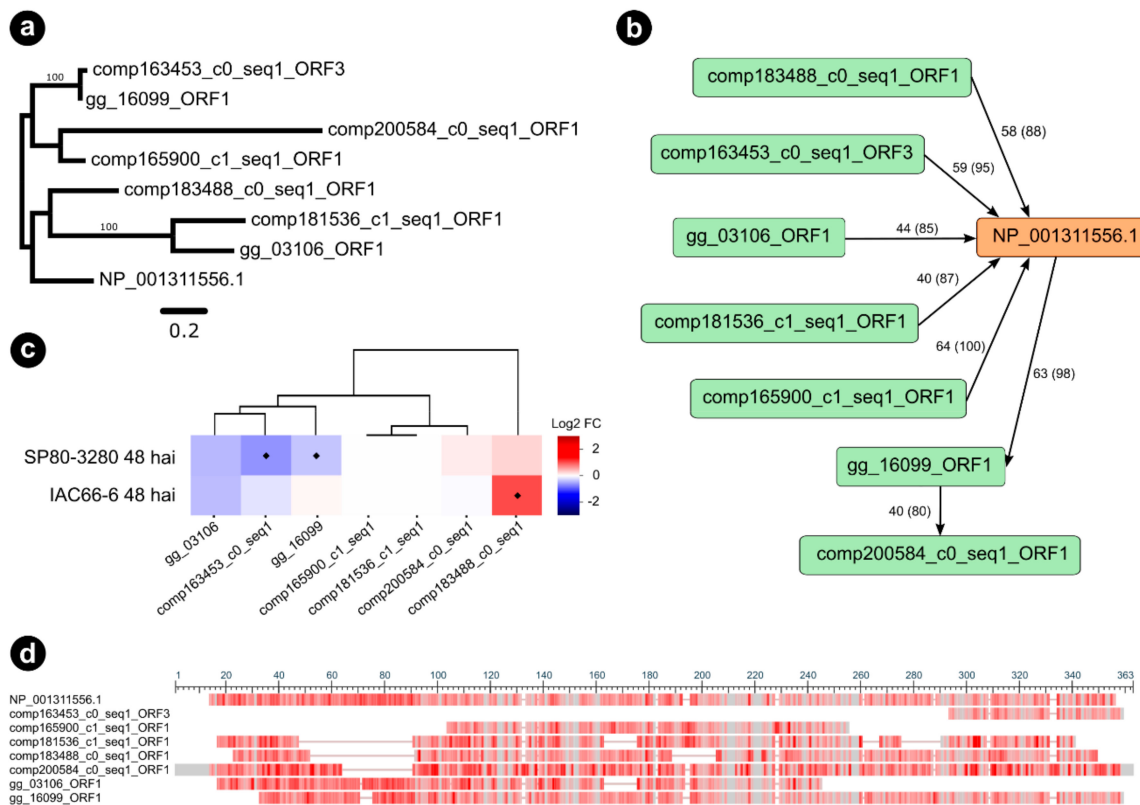 a
100
comp163453_c0_seq1_ORF3
gg_16099_ORF1
comp200584_c0_seq1_ORF1
comp165900_c1_seq1_ORF1
comp183488_c0_seq1_ORF1
100
comp181536_c1_seq1_ORF1
gg_03106_ORF1
NP_001311556.1
0.2
b
comp183488_c0_seq1_ORF1
58 (88)
comp163453_c0_seq1_ORF3
59 (95)
gg_03106_ORF1
44 (85)
NP_001311556.1
40 (87)
comp181536_c1_seq1_ORF1
64 (100)
63 (98)
comp165900_c1_seq1_ORF1
gg_16099_ORF1
40 (80)
comp200584_c0_seq1_ORF1
c
Log2 FC
SP80-3280 48 hai
IAC66-6 48 hai
2
0
-2
gg_03106
comp163453_c0_seq1
gg_16099
comp165900_c1_seq1
comp181536_c1_seq1
comp200584_c0_seq1
comp183488_c0_seq1
d
1 20 40 60 80 100 120 140 160 180 200 220 240 260 280 300 320 340 363
NP_001311556.1
comp163453_c0_seq1_ORF3
comp165900_c1_seq1_ORF1
comp181536_c1_seq1_ORF1
comp183488_c0_seq1_ORF1
comp200584_c0_seq1_ORF1
gg_03106_ORF1
gg_16099_ORF1